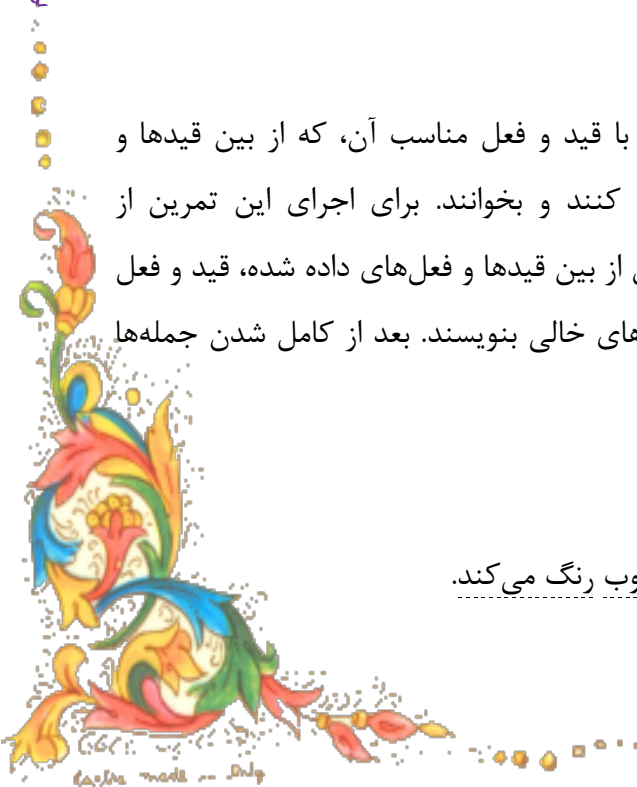 با قید و فعل مناسب آن، که از بین قیدها و
کنند و بخوانند. برای اجرای این تمرین از
از بین قیدها و فعل‌های داده شده، قید و فعل
های خالی بنویسند. بعد از کامل شدن جمله‌ها
وب رنگ می‌کند.
made Only